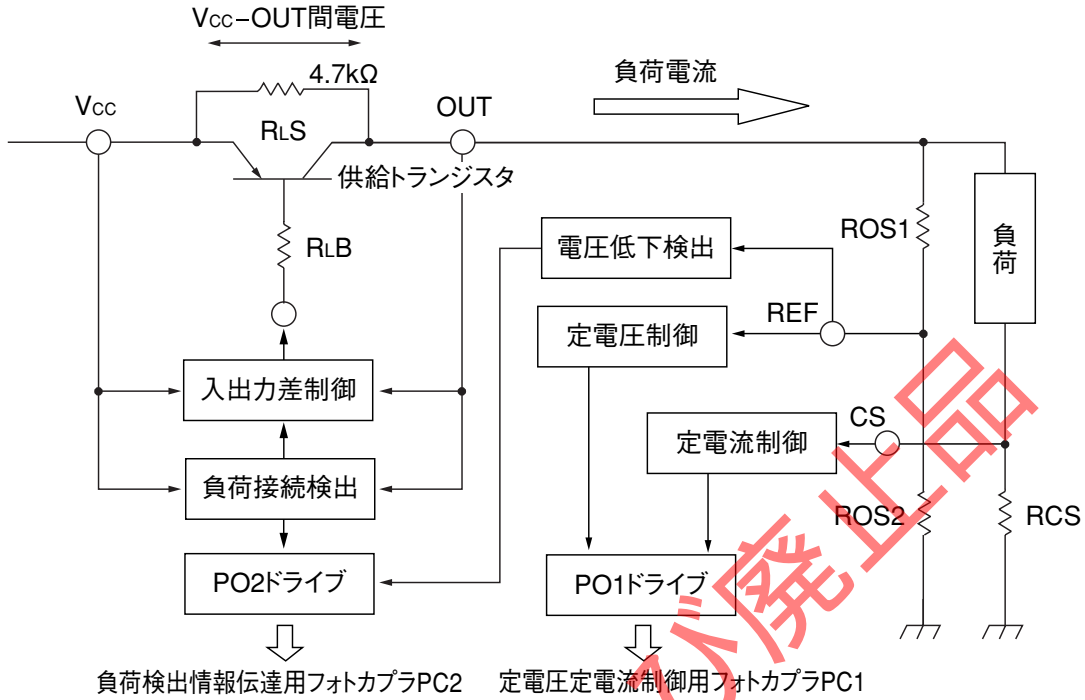 Vcc−OUT間電圧
4.7kΩ
負荷電流
Vcc
OUT
RLS
供給トランジスタ
RLB
電圧低下検出
ROS1
負荷
REF
定電圧制御
入出力差制御
CS
定電流制御
負荷接続検出
ROS2
RCS
PO2ドライブ
PO1ドライブ
負荷検出情報伝達用フォトカプラPC2
定電圧定電流制御用フォトカプラPC1
び廃止品